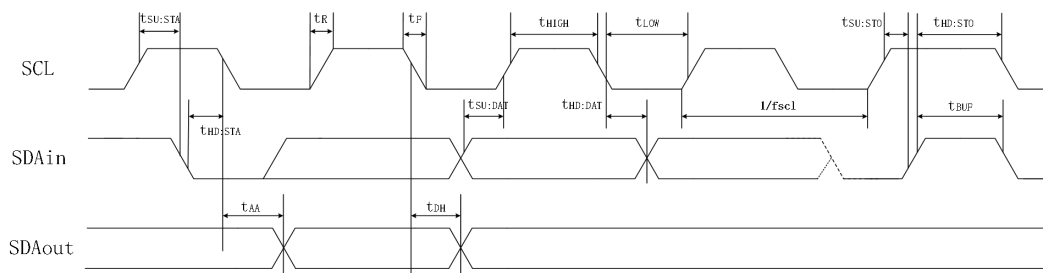 tSU:STA tR tF tHIGH tLOW tSU:STO tHD:STO
SCL
tHD:STA tSU:DAT tHD:DAT 1/fscl tBUF
SDAin
tAA tDH
SDAout